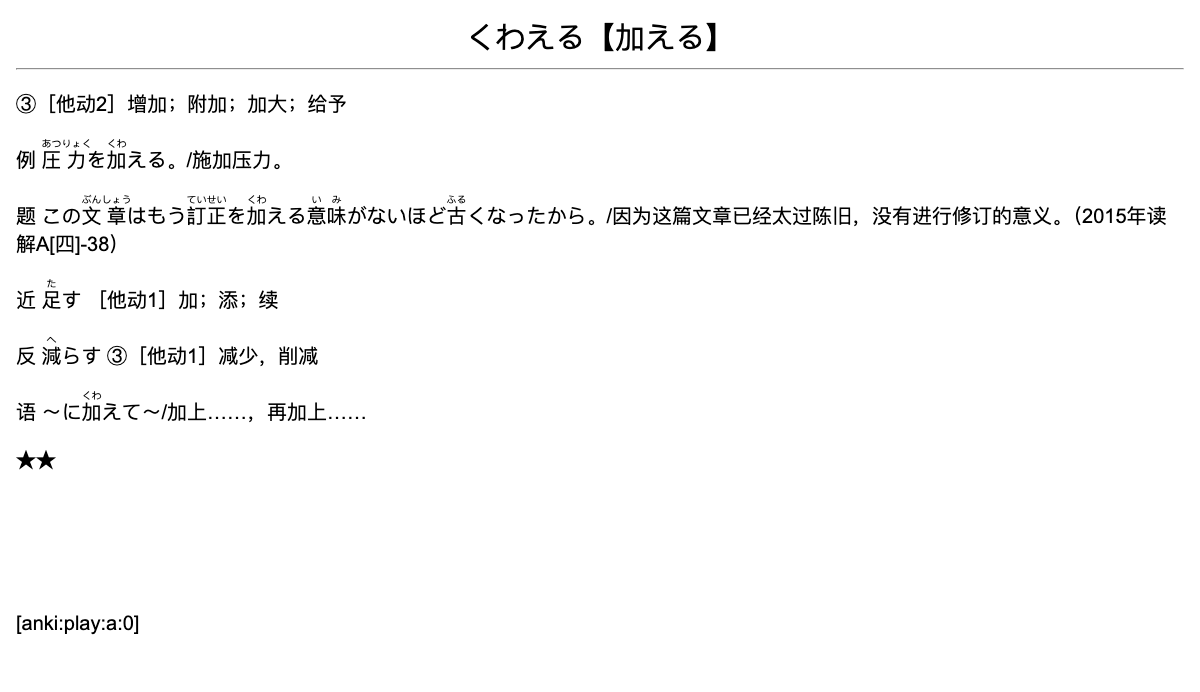 くわえる【加える】
③［他动2］增加；附加；加大；给予
例 圧力を加える。/施加压力。
题 この文章はもう訂正を加える意味がないほど古くなったから。/因为这篇文章已经太过陈旧，没有进行修订的意义。（2015年读
解A[四]-38）
近 足す ［他动1］加；添；续
反 減らす ③［他动1］减少，削减
语 ～に加えて～/加上……，再加上……
★★
[anki:play:a:0]